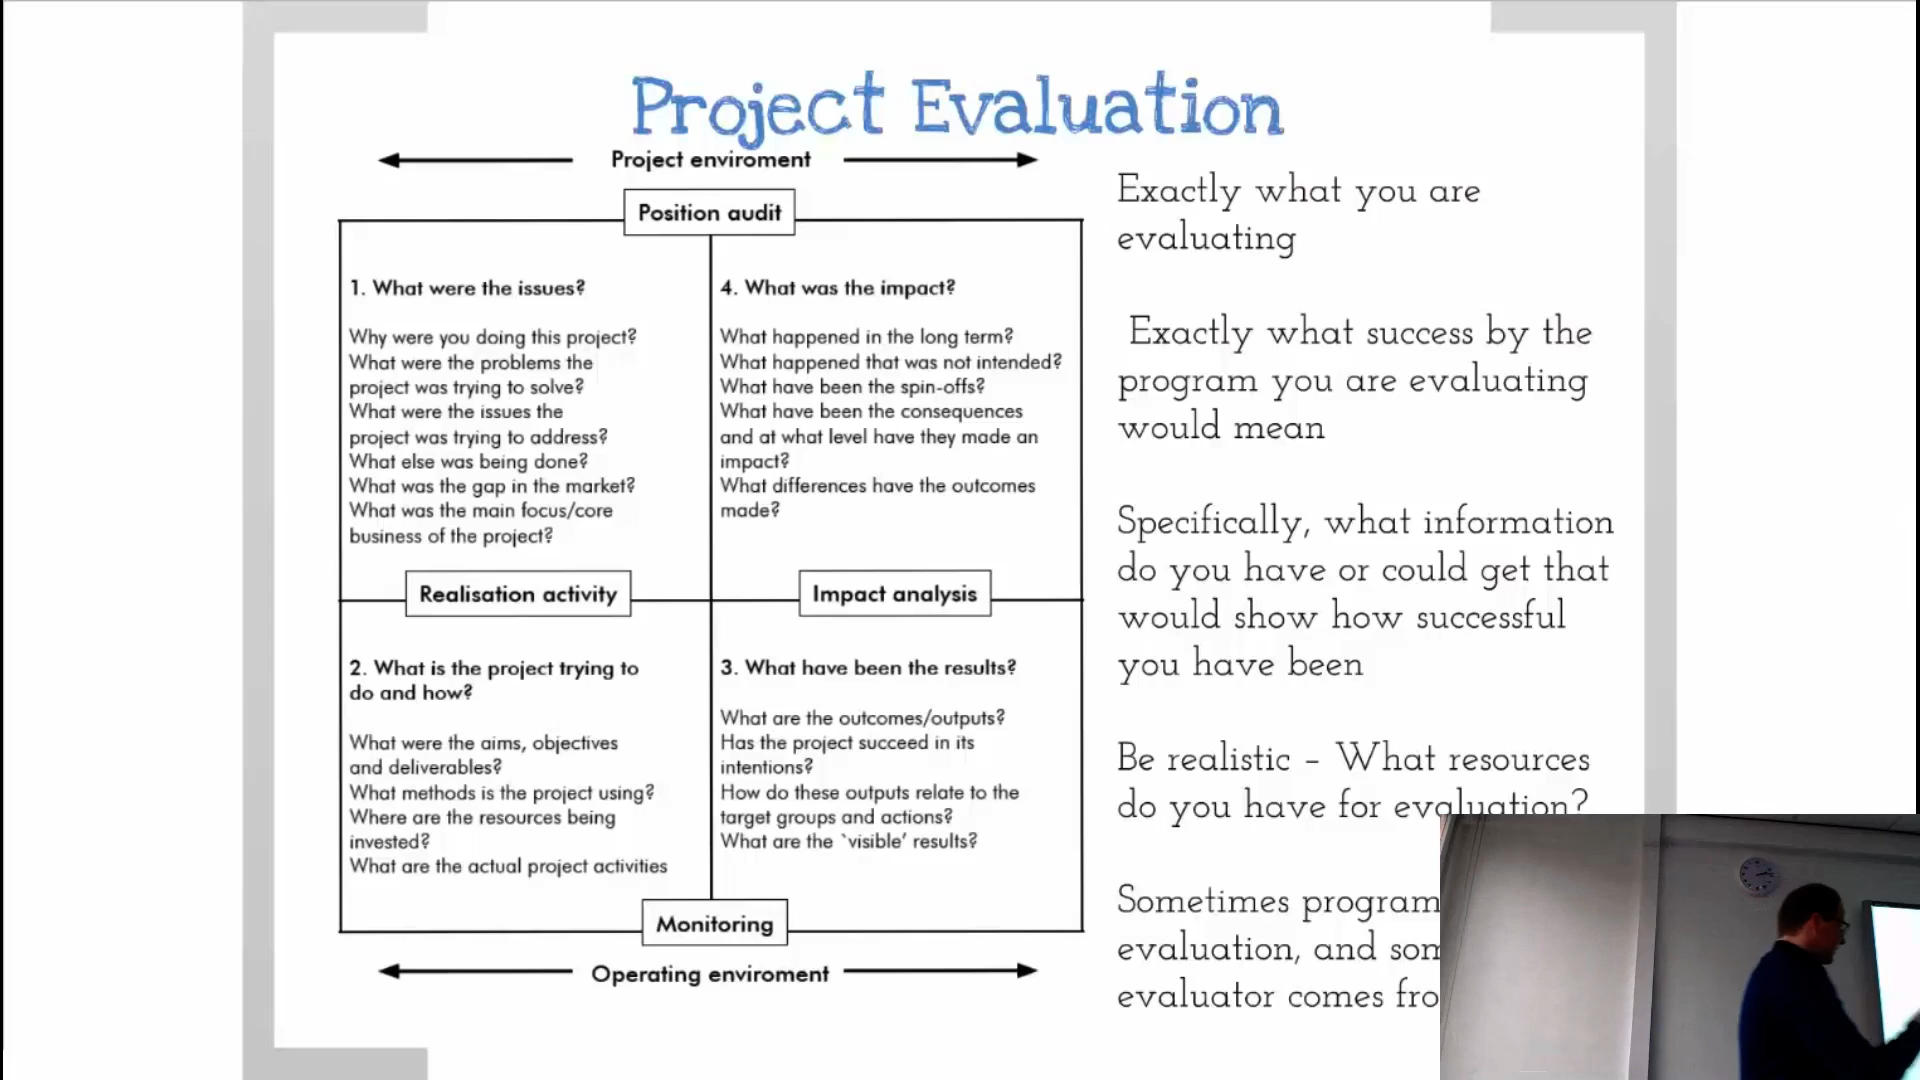 Project Evaluation
Project enviroment
Position audit
1. What were the issues?
Why were you doing this project?
What were the problems the
project was trying to solve?
What were the issues the
project was trying to address?
What else was being done?
What was the gap in the market?
What was the main focus/core
business of the project?
4. What was the impact?
What happened in the long term?
What happened that was not intended?
What have been the spin-offs?
What have been the consequences
and at what level have they made an
impact?
What differences have the outcomes
made?
Realisation activity
Impact analysis
2. What is the project trying to
do and how?
What were the aims, objectives
and deliverables?
What methods is the project using?
Where are the resources being
invested?
What are the actual project activities
3. What have been the results?
What are the outcomes/outputs?
Has the project succeed in its
intentions?
How do these outputs relate to the
target groups and actions?
What are the `visible' results?
Monitoring
Operating enviroment
Exactly what you are
evaluating
Exactly what success by the
program you are evaluating
would mean
Specifically, what information
do you have or could get that
would show how successful
you have been
Be realistic – What resources
do you have for evaluation?
Sometimes program
evaluation, and som
evaluator comes fro